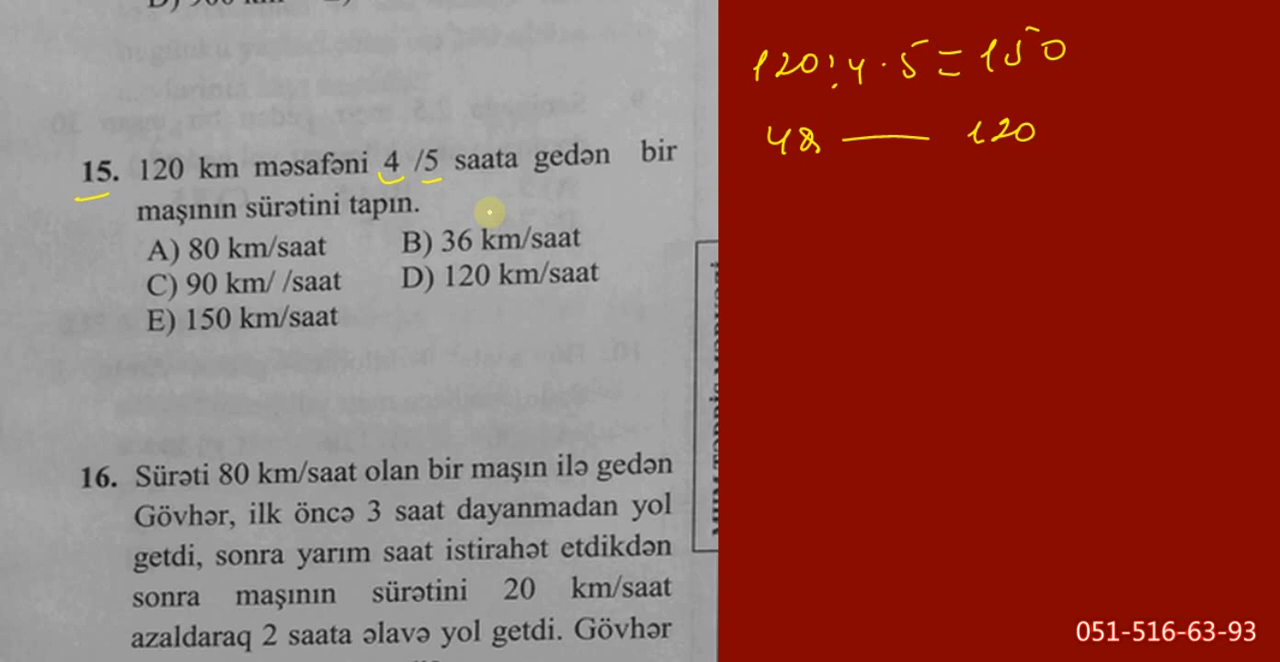 15. 120 km məsafəni 4 /5 saata gedən bir
maşının sürətini tapın.
A) 80 km/saat B) 36 km/saat
C) 90 km/ /saat D) 120 km/saat
E) 150 km/saat
16. Sürəti 80 km/saat olan bir maşın ilə gedən
Gövhər, ilk öncə 3 saat dayanmadan yol
getdi, sonra yarım saat istirahət etdikdən
sonra maşının sürətini 20 km/saat
azaldaraq 2 saata əlavə yol getdi. Gövhər
120:4·5=150
120
051-516-63-93